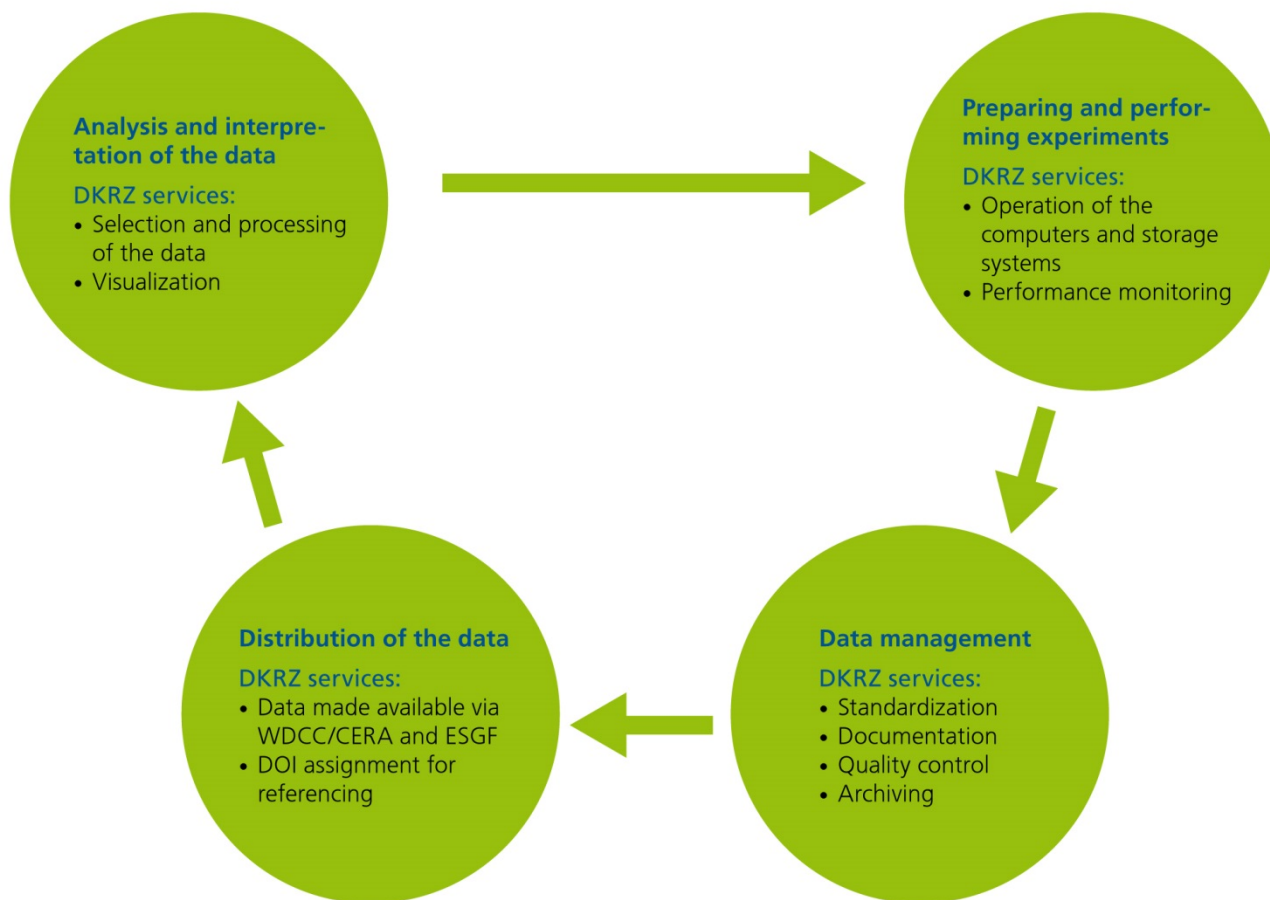 Analysis and interpre-
tation of the data
DKRZ services:
• Selection and processing
of the data
• Visualization
Preparing and perfor-
ming experiments
DKRZ services:
• Operation of the
computers and storage
systems
• Performance monitoring
Distribution of the data
DKRZ services:
• Data made available via
WDCC/CERA and ESGF
• DOI assignment for
referencing
Data management
DKRZ services:
• Standardization
• Documentation
• Quality control
• Archiving